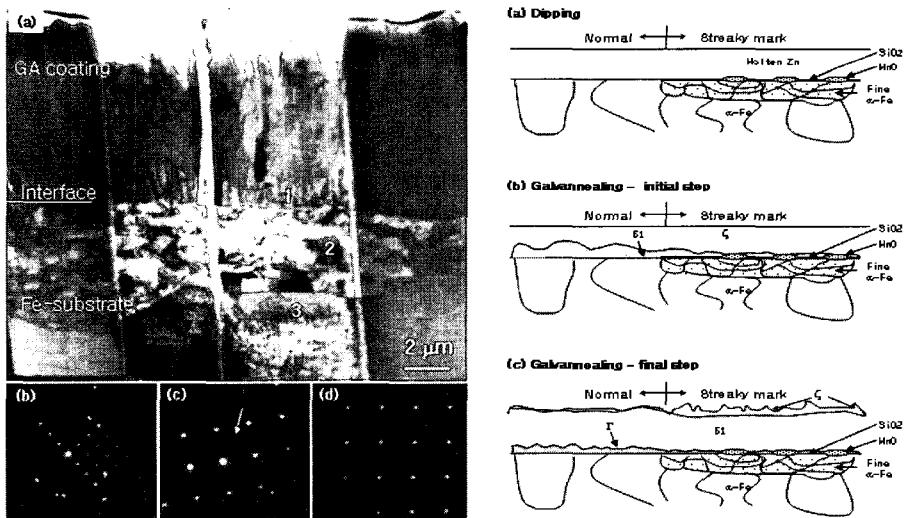 (a)
GA coating
Interface
1
2
Fe-substrate
3
2 μm
(b)
(c)
(d)
(a) Dipping
Normal Streaky mark
Molten Zn
SiO2
MnO
Fine
α-Fe
α-Fe
(b) Galvannealing – initial step
Normal Streaky mark
δ1
ζ
SiO2
MnO
Fine
α-Fe
α-Fe
(c) Galvannealing – final step
Normal Streaky mark
ζ
Γ
δ1
SiO2
MnO
Fine
α-Fe
α-Fe